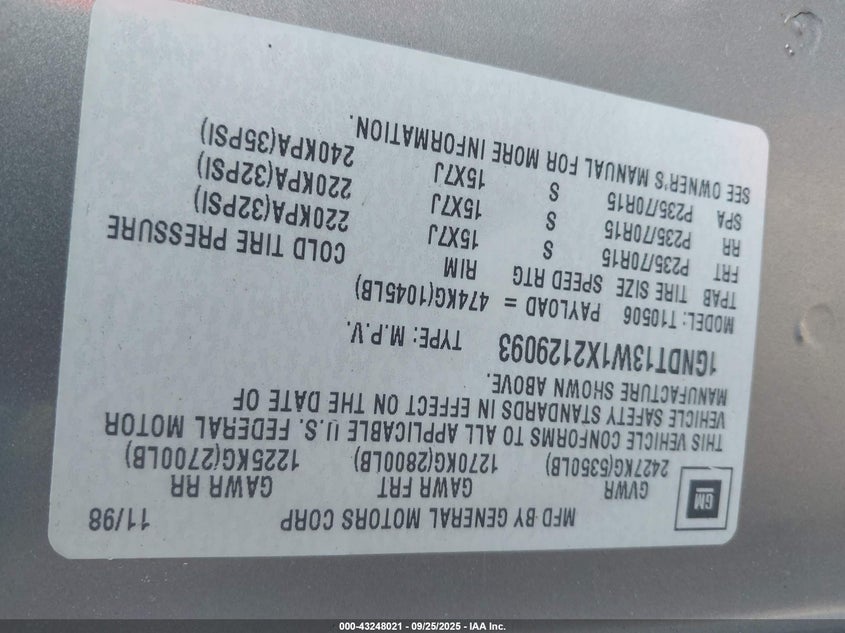 MFD BY GENERAL MOTORS CORP 11/98
GM
GVWR GAWR FRT GAWR RR
2427KG(5350LB) 1270KG(2800LB) 1225KG(2700LB)
THIS VEHICLE CONFORMS TO ALL APPLICABLE U.S. FEDERAL MOTOR
VEHICLE SAFETY STANDARDS IN EFFECT ON THE DATE OF
MANUFACTURE SHOWN ABOVE.
1GNDT13W1X2129093 TYPE: M.P.V.
MODEL: T10506 PAYLOAD = 474KG(1045LB)
TPAB TIRE SIZE SPEED RTG RIM COLD TIRE PRESSURE
FRT P235/70R15 S 15X7J 220KPA(32PSI)
RR P235/70R15 S 15X7J 220KPA(32PSI)
SPA P235/70R15 S 15X7J 240KPA(35PSI)
SEE OWNER'S MANUAL FOR MORE INFORMATION.
000-43248021 - 09/25/2025 - IAA Inc.